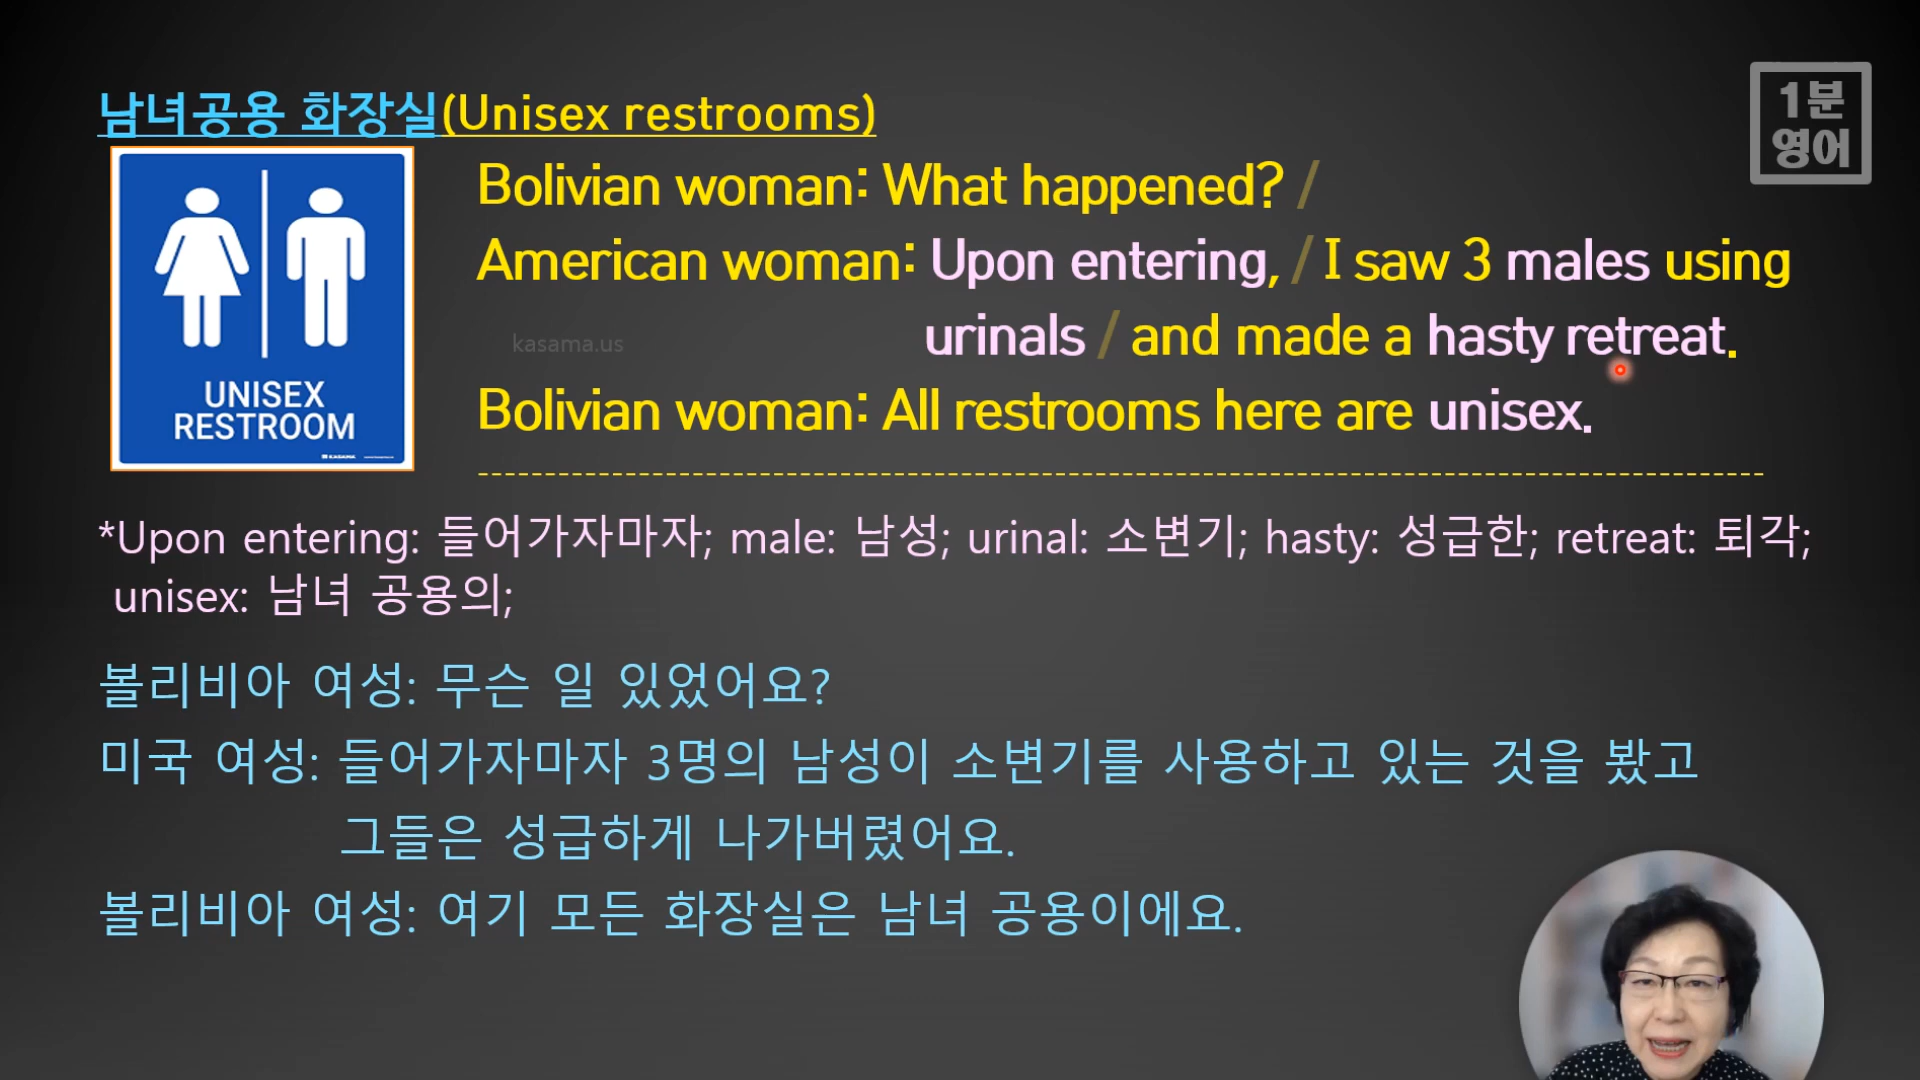 남녀공용 화장실(Unisex restrooms)
1분
영어
UNISEX
RESTROOM
Bolivian woman: What happened? /
American woman: Upon entering, / I saw 3 males using
urinals / and made a hasty retreat.
kasama.us
Bolivian woman: All restrooms here are unisex.
*Upon entering: 들어가자마자; male: 남성; urinal: 소변기; hasty: 성급한; retreat: 퇴각;
unisex: 남녀 공용의;
볼리비아 여성: 무슨 일 있었어요?
미국 여성: 들어가자마자 3명의 남성이 소변기를 사용하고 있는 것을 봤고
그들은 성급하게 나가버렸어요.
볼리비아 여성: 여기 모든 화장실은 남녀 공용이에요.